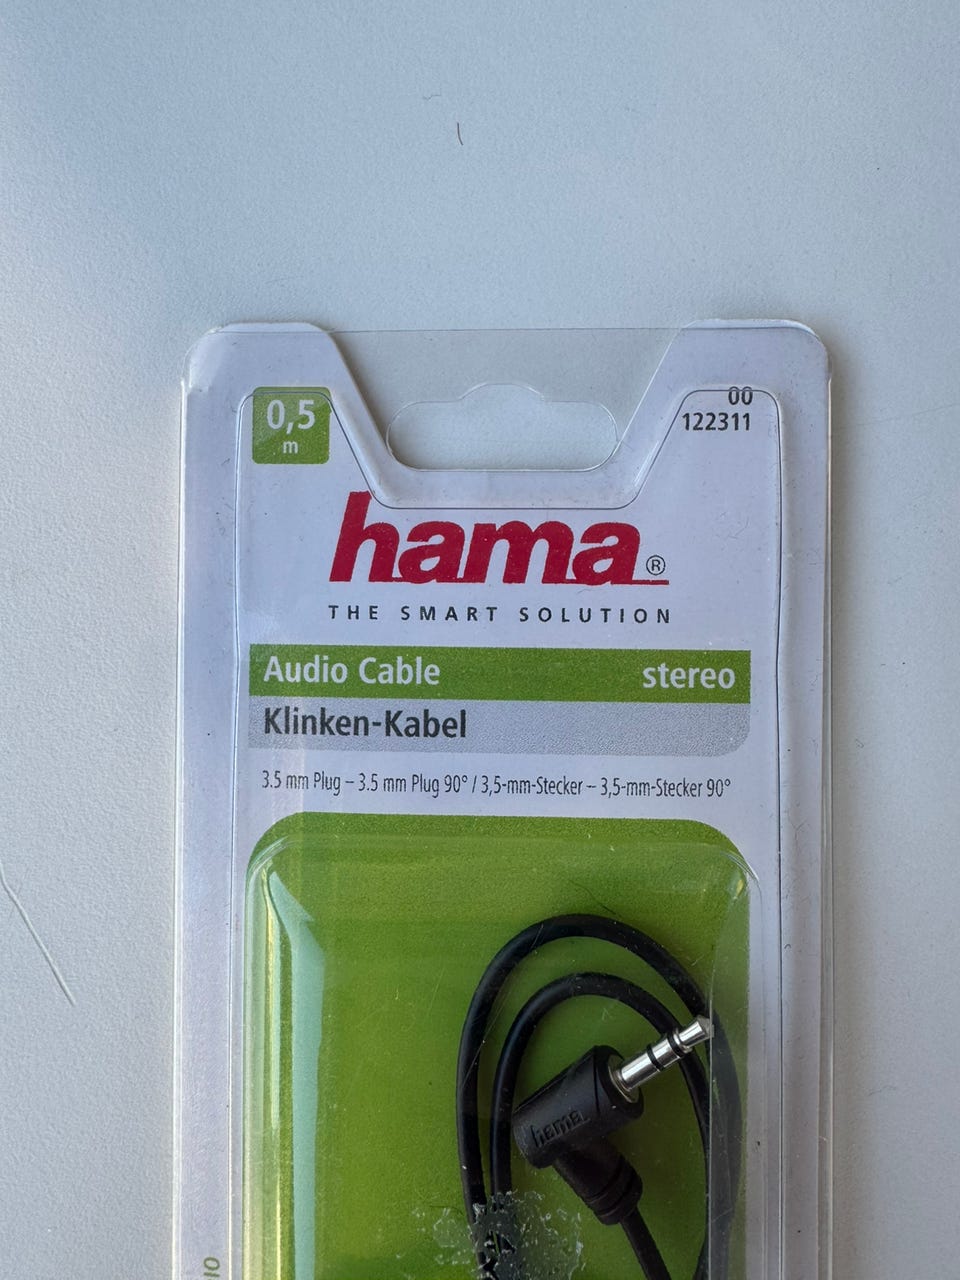 0,5
m
00
122311
hama®
THE SMART SOLUTION
Audio Cable stereo
Klinken-Kabel
3.5 mm Plug – 3.5 mm Plug 90° / 3,5-mm-Stecker – 3,5-mm-Stecker 90°
hama